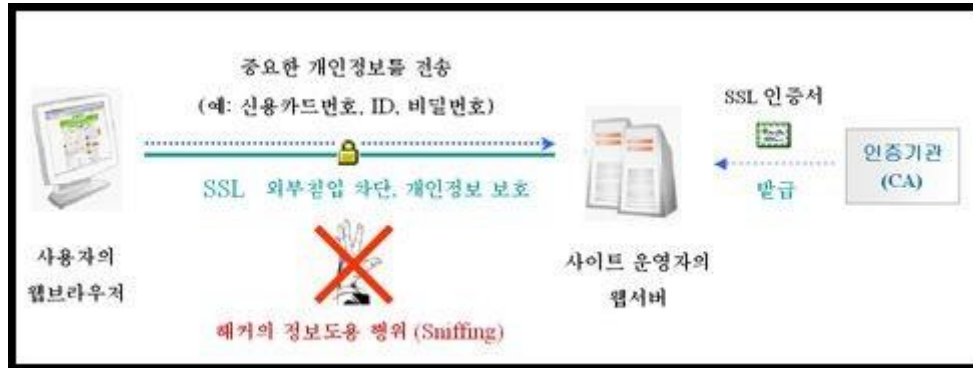 중요한 개인정보를 전송
(예: 신용카드번호, ID, 비밀번호)
SSL 외부침입 차단, 개인정보 보호
사용자의
웹브라우저
해커의 정보도용 행위 (Sniffing)
사이트 운영자의
웹서버
SSL 인증서
발급
인증기관
(CA)